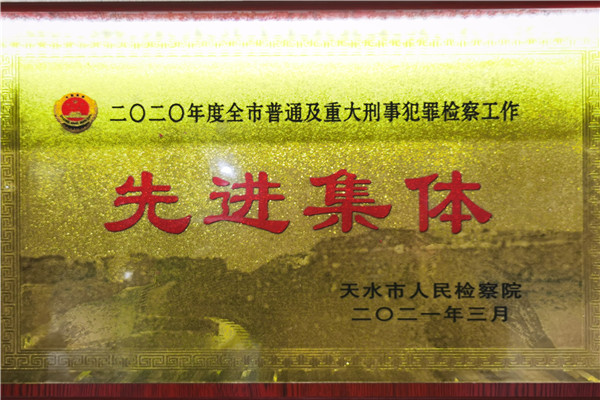 二〇二〇年度全市普通及重大刑事犯罪检察工作
先进集体
天水市人民检察院
二〇二一年三月